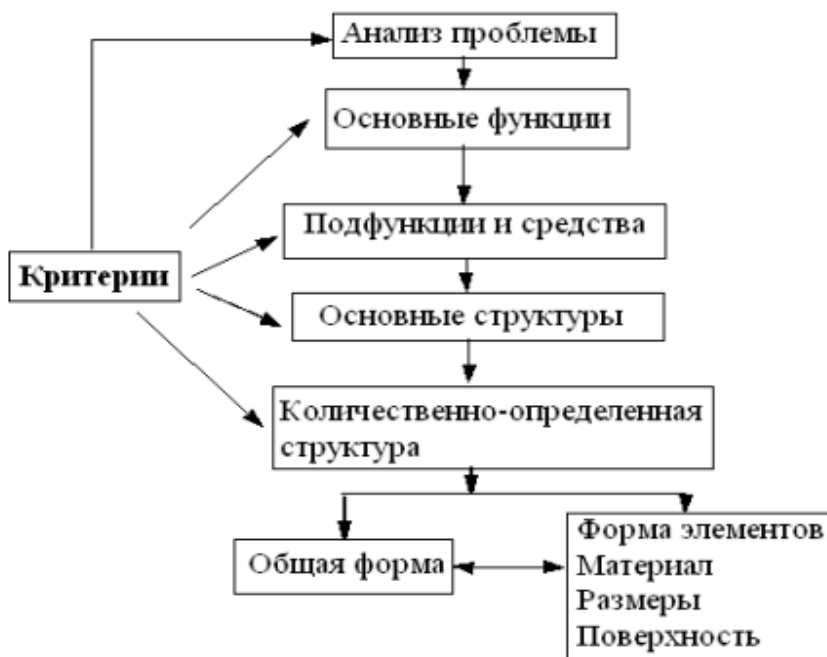 Анализ проблемы
Основные функции
Подфункции и средства
Критерии
Основные структуры
Количественно-определенная
структура
Общая форма
Форма элементов
Материал
Размеры
Поверхность